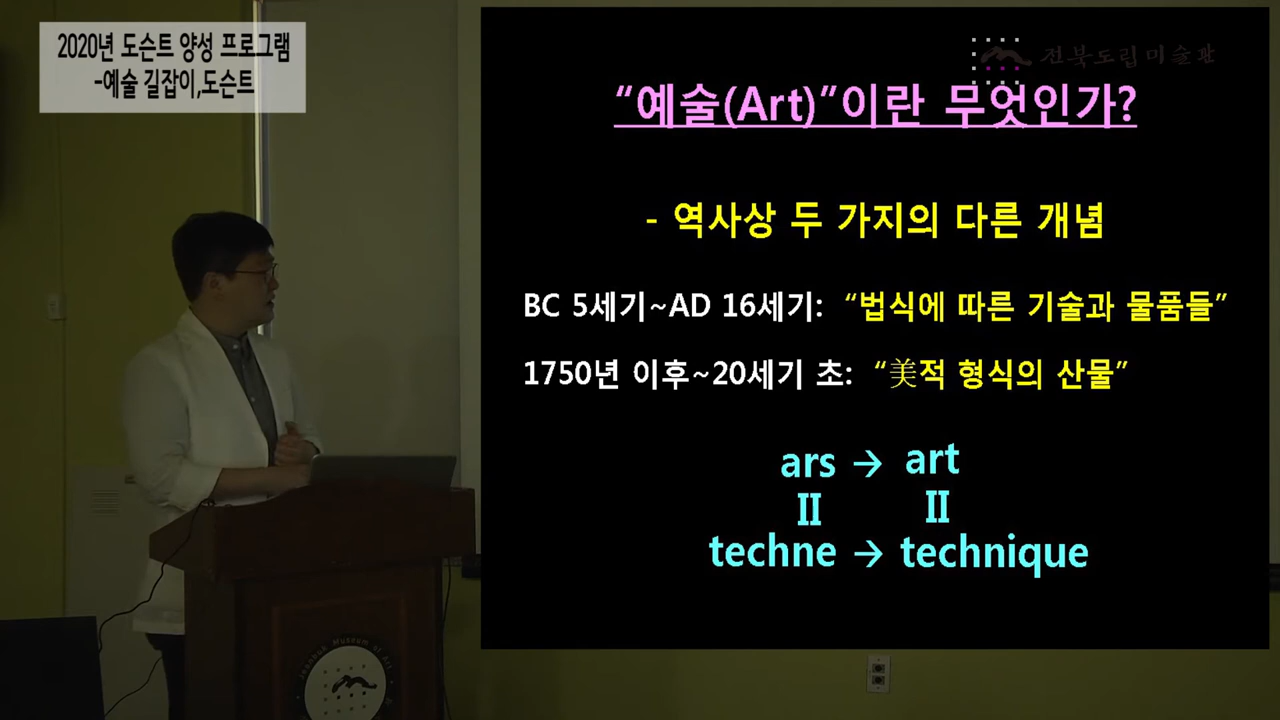 2020년 도슨트 양성 프로그램
-예술 길잡이,도슨트
전북도립미술관
“예술(Art)”이란 무엇인가?
- 역사상 두 가지의 다른 개념
BC 5세기~AD 16세기: “법식에 따른 기술과 물품들”
1750년 이후~20세기 초: “美적 형식의 산물”
ars → art
II II
techne → technique
Jeonbuk Museum of Art